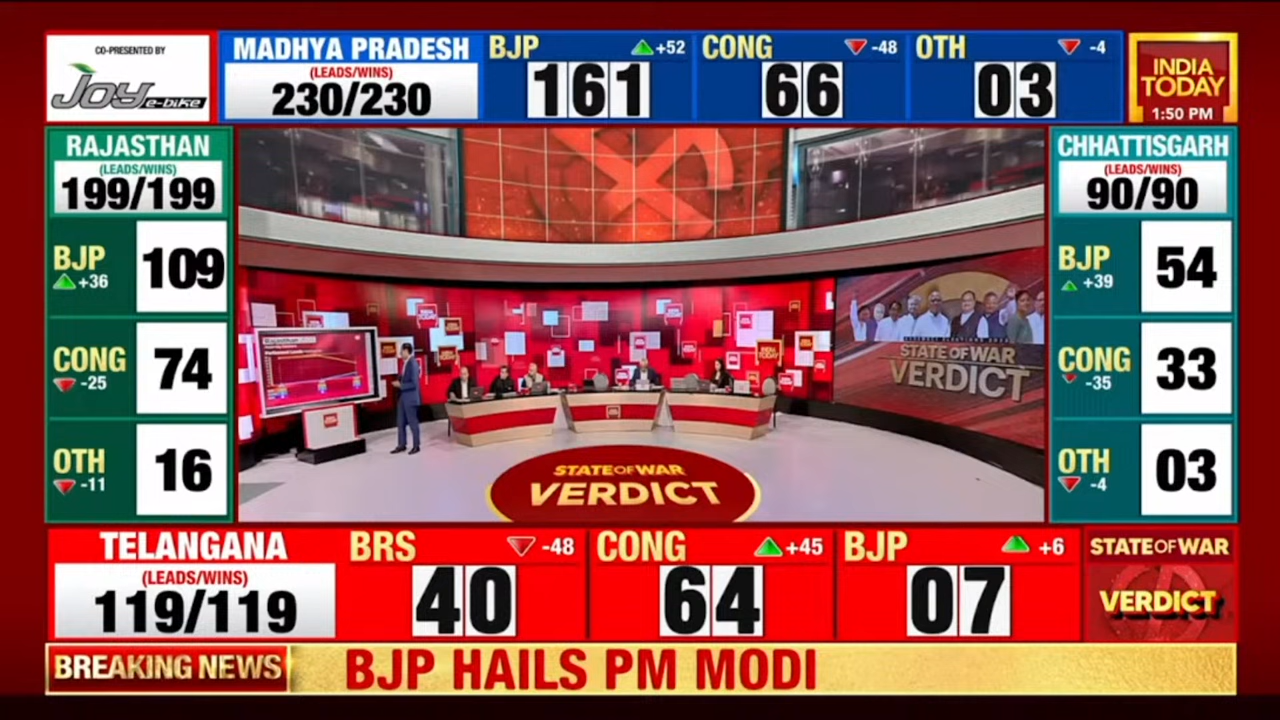 CO-PRESENTED BY
Joy e-bike
MADHYA PRADESH
(LEADS/WINS)
230/230
BJP +52
161
CONG -48
66
OTH -4
03
INDIA
TODAY
1:50 PM
RAJASTHAN
(LEADS/WINS)
199/199
BJP
+36
109
CONG
-25
74
OTH
-11
16
STATE OF WAR
VERDICT
STATE OF WAR
VERDICT
CHHATTISGARH
(LEADS/WINS)
90/90
BJP
+39
54
CONG
-35
33
OTH
-4
03
TELANGANA
(LEADS/WINS)
119/119
BRS -48
40
CONG +45
64
BJP +6
07
STATE OF WAR
VERDICT
BREAKING NEWS
BJP HAILS PM MODI